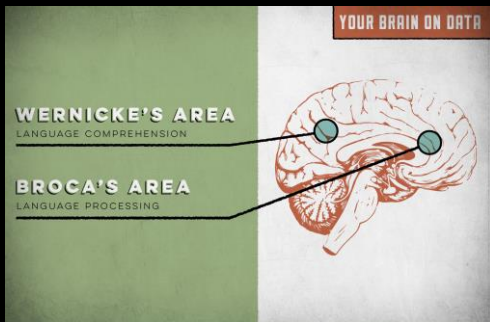 YOUR BRAIN ON DATA
WERNICKE'S AREA
LANGUAGE COMPREHENSION
BROCA'S AREA
LANGUAGE PROCESSING